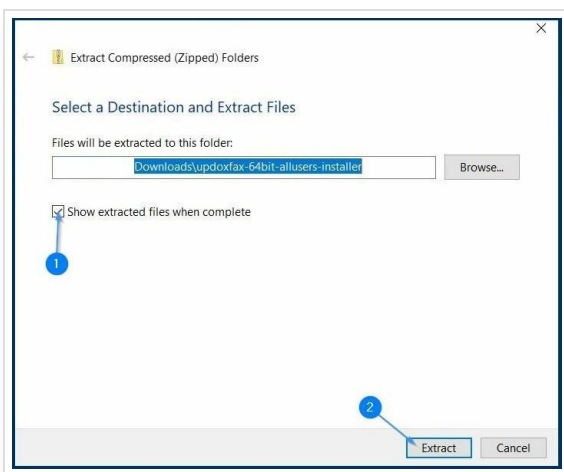 Extract Compressed (Zipped) Folders
Select a Destination and Extract Files
Files will be extracted to this folder:
Downloads\updoxfax-64bit-allusers-installer
Browse...
Show extracted files when complete
1
2
Extract
Cancel